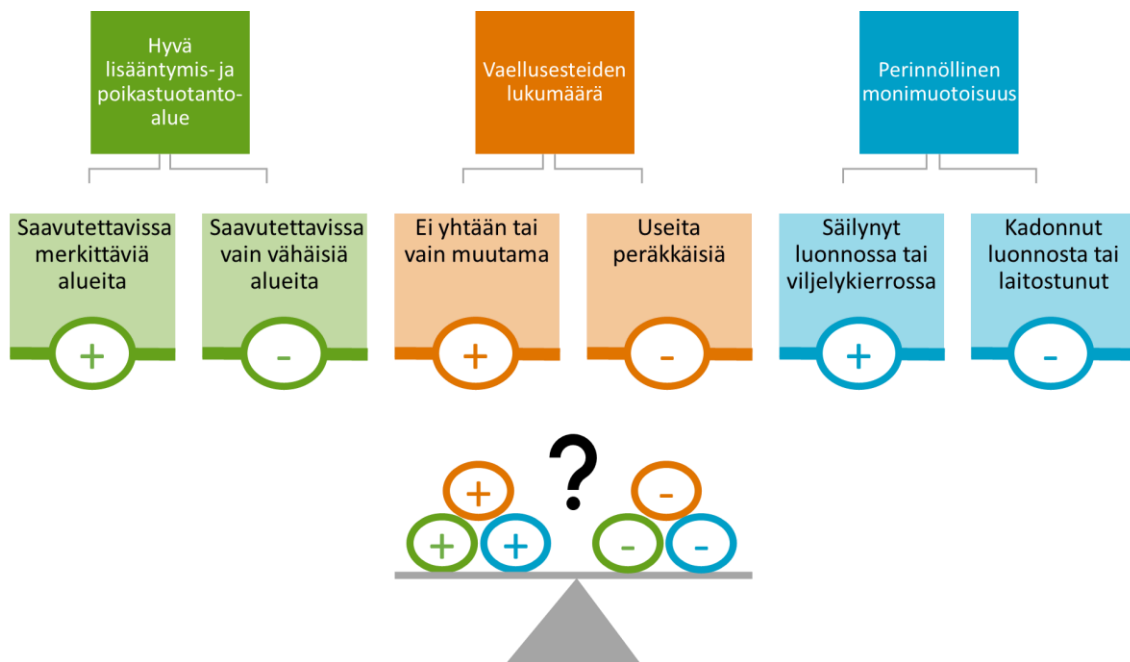 Hyvä
lisääntymis- ja
poikastuotanto-
alue
Vaellusesteiden
lukumäärä
Perinnöllinen
monimuotoisuus
Saavutettavissa
merkittäviä
alueita
+
Saavutettavissa
vain vähäisiä
alueita
-
Ei yhtään tai
vain muutama
+
Useita
peräkkäisiä
-
Säilynyt
luonnossa tai
viljelykierrossa
+
Kadonnut
luonnosta tai
laitostunut
-
?
+
-
+ +
- -